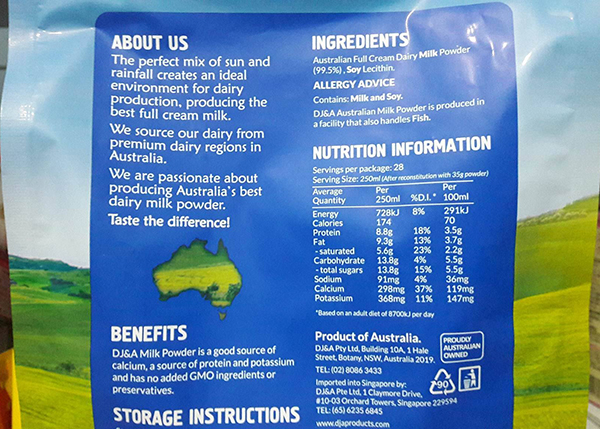 ABOUT US
The perfect mix of sun and
rainfall creates an ideal
environment for dairy
production, producing the
best full cream milk.
We source our dairy from
premium dairy regions in
Australia.
We are passionate about
producing Australia's best
dairy milk powder.
Taste the difference!
BENEFITS
DJ&A Milk Powder is a good source of
calcium, a source of protein and potassium
and has no added GMO ingredients or
preservatives.
STORAGE INSTRUCTIONS
INGREDIENTS
Australian Full Cream Dairy Milk Powder
(99.5%) , Soy Lecithin.
ALLERGY ADVICE
Contains: Milk and Soy.
DJ&A Australian Milk Powder is produced in
a facility that also handles Fish.
NUTRITION INFORMATION
Servings per package: 28
Serving Size: 250ml (After reconstitution with 35g powder)
Average Quantity Per 250ml %D.I.* Per 100ml
Energy 728kJ 8% 291kJ
Calories 174 70
Protein 8.8g 18% 3.5g
Fat 9.3g 13% 3.7g
- saturated 5.6g 23% 2.2g
Carbohydrate 13.8g 4% 5.5g
- total sugars 13.8g 15% 5.5g
Sodium 91mg 4% 36mg
Calcium 298mg 37% 119mg
Potassium 368mg 11% 147mg
*Based on an adult diet of 8700kJ per day
Product of Australia.
DJ&A Pty Ltd, Building 10A, 1 Hale
Street, Botany, NSW, Australia 2019.
TEL: (02) 8086 3433
Imported into Singapore by:
DJ&A Pte Ltd, 1 Claymore Drive,
#10-03 Orchard Towers, Singapore 229594
TEL: (65) 6235 6845
www.djaproducts.com
PROUDLY
AUSTRALIAN
OWNED
90